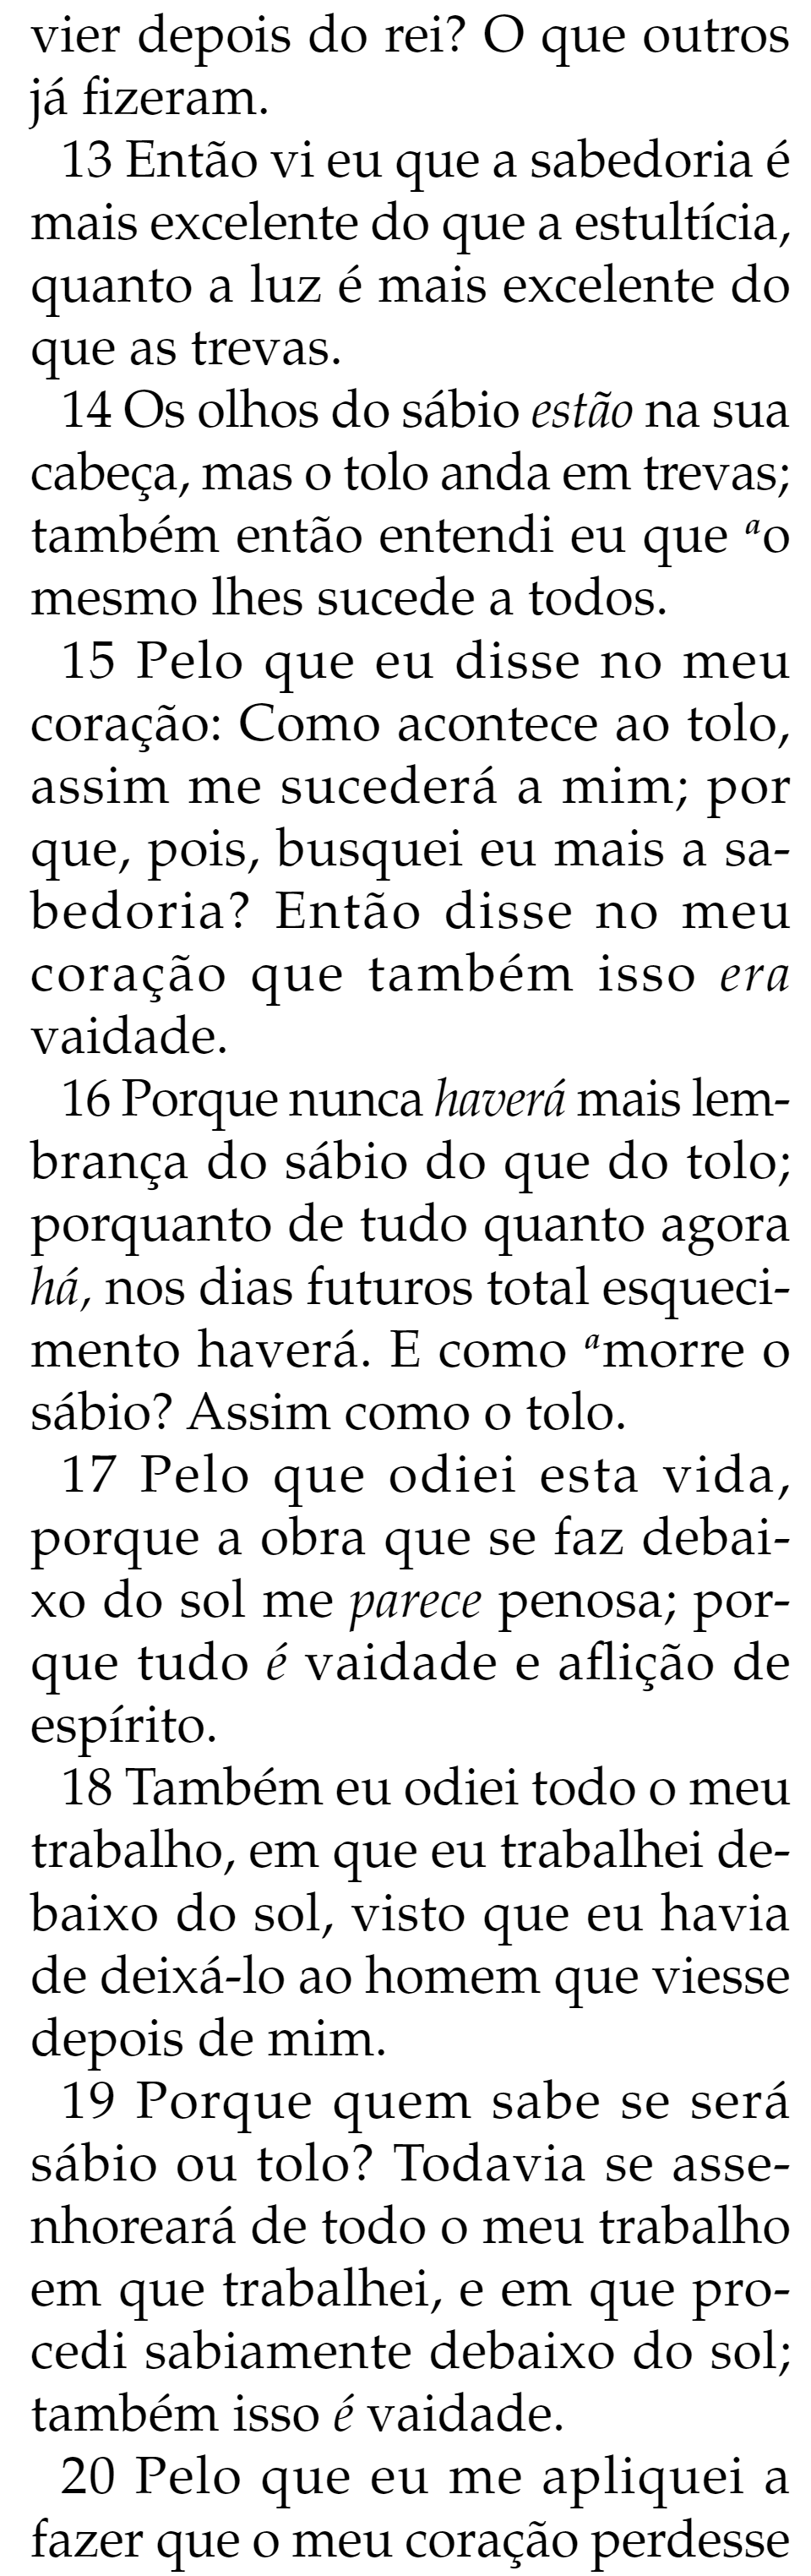 vier depois do rei? O que outros
já fizeram.
13 Então vi eu que a sabedoria é
mais excelente do que a estultícia,
quanto a luz é mais excelente do
que as trevas.
14 Os olhos do sábio estão na sua
cabeça, mas o tolo anda em trevas;
também então entendi eu que ᵃo
mesmo lhes sucede a todos.
15 Pelo que eu disse no meu
coração: Como acontece ao tolo,
assim me sucederá a mim; por
que, pois, busquei eu mais a sa-
bedoria? Então disse no meu
coração que também isso era
vaidade.
16 Porque nunca haverá mais lem-
brança do sábio do que do tolo;
porquanto de tudo quanto agora
há, nos dias futuros total esqueci-
mento haverá. E como ᵃmorre o
sábio? Assim como o tolo.
17 Pelo que odiei esta vida,
porque a obra que se faz debai-
xo do sol me parece penosa; por-
que tudo é vaidade e aflição de
espírito.
18 Também eu odiei todo o meu
trabalho, em que eu trabalhei de-
baixo do sol, visto que eu havia
de deixá-lo ao homem que viesse
depois de mim.
19 Porque quem sabe se será
sábio ou tolo? Todavia se asse-
nhoreará de todo o meu trabalho
em que trabalhei, e em que pro-
cedi sabiamente debaixo do sol;
também isso é vaidade.
20 Pelo que eu me apliquei a
fazer que o meu coração perdesse